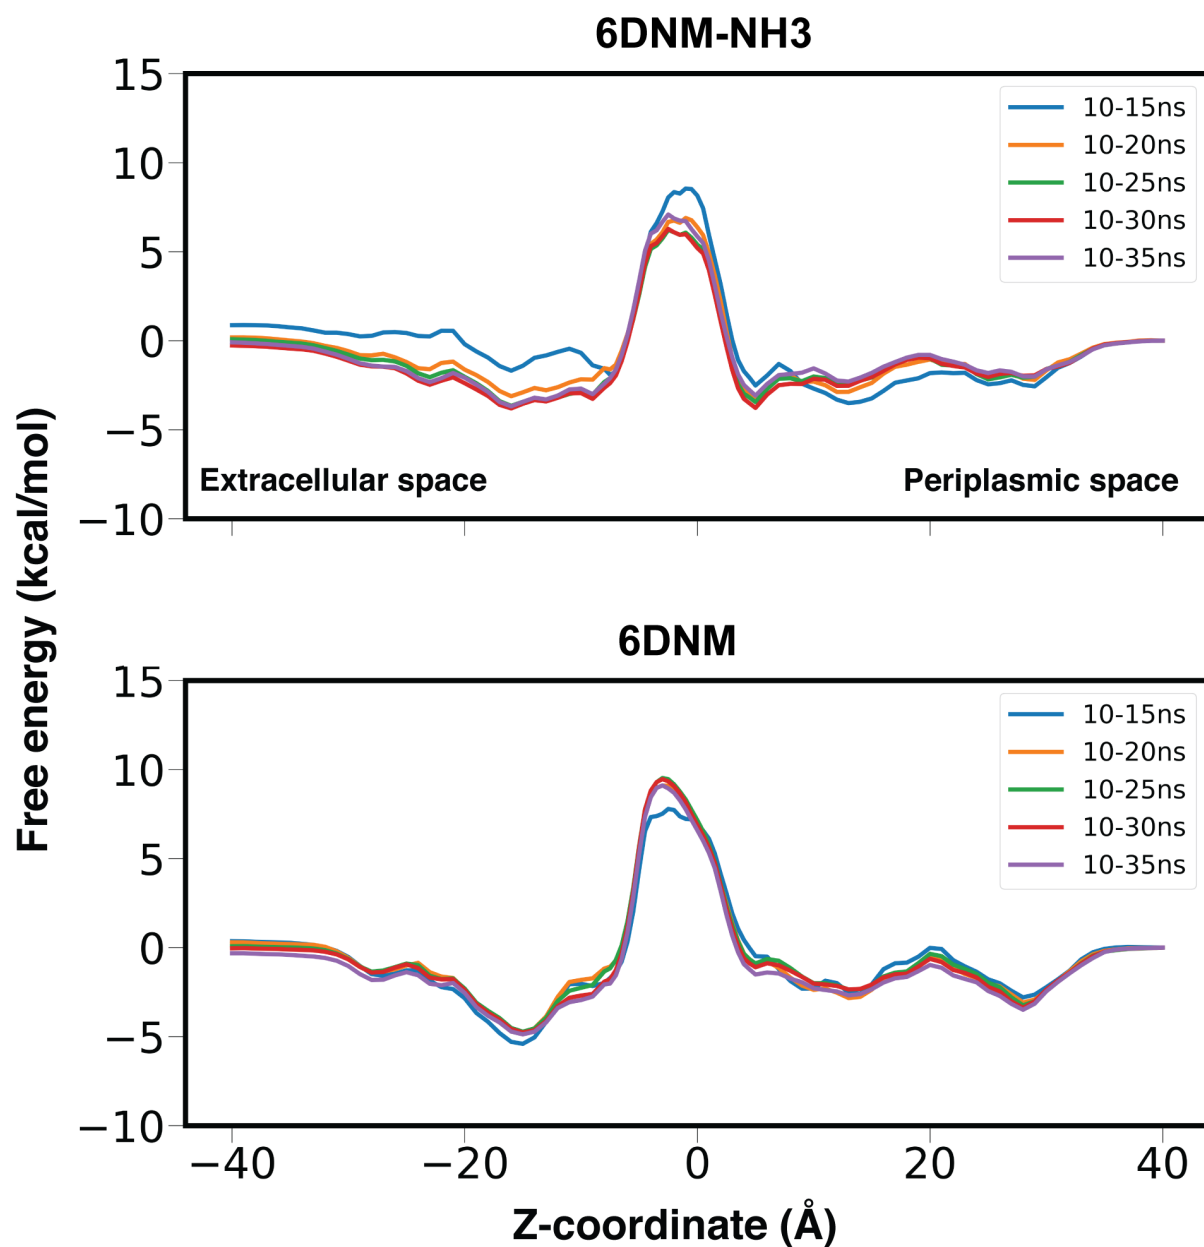 6DNM-NH3
15
10
5
0
−5
−10
10-15ns
10-20ns
10-25ns
10-30ns
10-35ns
Extracellular space
Periplasmic space
Free energy (kcal/mol)
6DNM
15
10
5
0
−5
−10
10-15ns
10-20ns
10-25ns
10-30ns
10-35ns
−40 −20 0 20 40
Z-coordinate (Å)